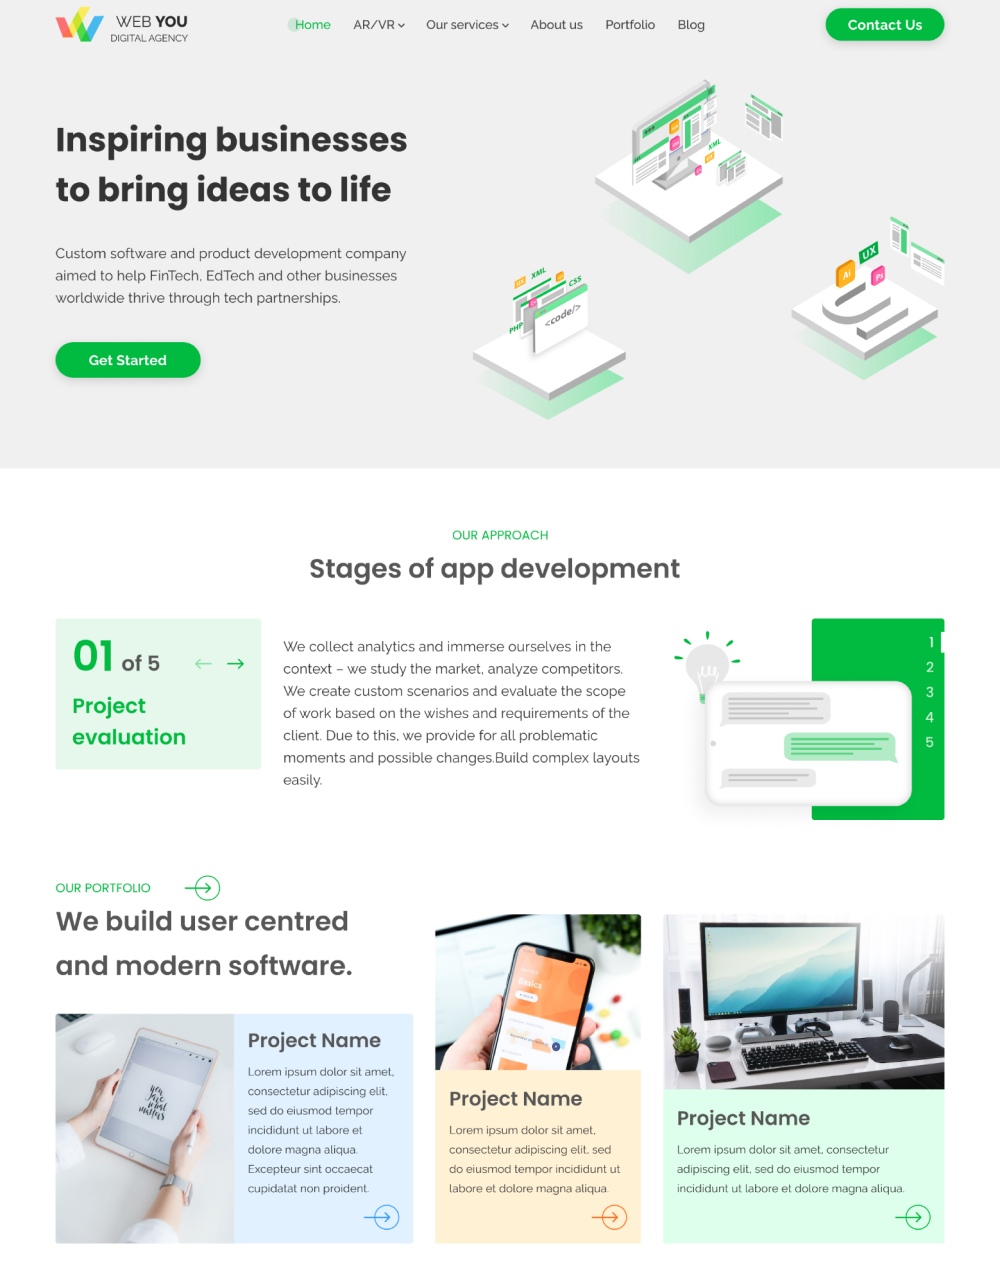 WEB YOU
DIGITAL AGENCY
Home
AR/VR
Our services
About us
Portfolio
Blog
Contact Us
Inspiring businesses
to bring ideas to life
Custom software and product development company
aimed to help FinTech, EdTech and other businesses
worldwide thrive through tech partnerships.
Get Started
XML
UX
UX
Ai
Ps
UX
XML
CSS
<code/>
PHP
OUR APPROACH
Stages of app development
01 of 5
Project
evaluation
We collect analytics and immerse ourselves in the
context – we study the market, analyze competitors.
We create custom scenarios and evaluate the scope
of work based on the wishes and requirements of the
client. Due to this, we provide for all problematic
moments and possible changes.Build complex layouts
easily.
1
2
3
4
5
OUR PORTFOLIO
We build user centred
and modern software.
you
are what
matters
Project Name
Lorem ipsum dolor sit amet,
consectetur adipiscing elit,
sed do eiusmod tempor
incididunt ut labore et
dolore magna aliqua.
Excepteur sint occaecat
cupidatat non proident.
Basics
Project Name
Lorem ipsum dolor sit amet,
consectetur adipiscing elit, sed
do eiusmod tempor incididunt ut
labore et dolore magna aliqua.
Project Name
Lorem ipsum dolor sit amet, consectetur
adipiscing elit, sed do eiusmod tempor
incididunt ut labore et dolore magna aliqua.